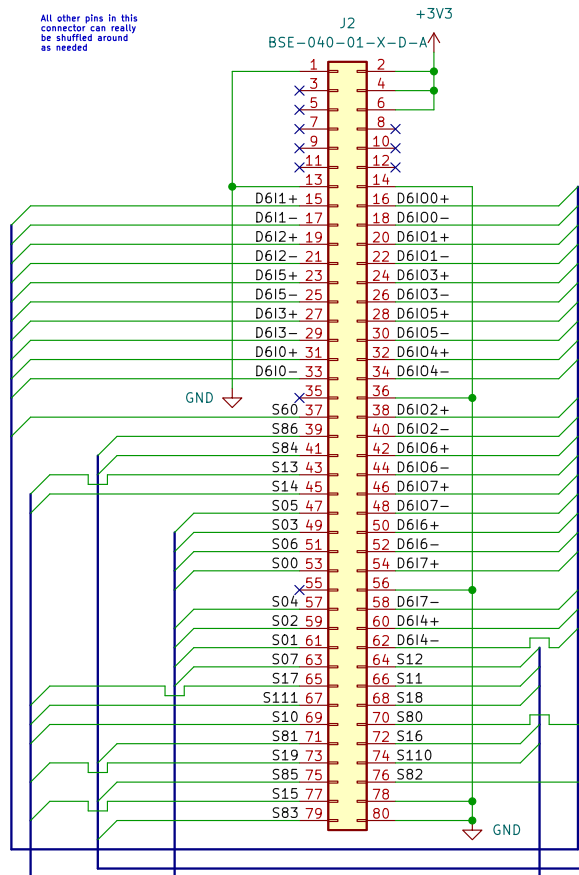 All other pins in this
connector can really
be shuffled around
as needed
+3V3
J2
BSE-040-01-X-D-A
1 2
3 4
5 6
7 8
9 10
11 12
13 14
D6I1+ 15 16 D6IO0+
D6I1- 17 18 D6IO0-
D6I2+ 19 20 D6IO1+
D6I2- 21 22 D6IO1-
D6I5+ 23 24 D6IO3+
D6I5- 25 26 D6IO3-
D6I3+ 27 28 D6IO5+
D6I3- 29 30 D6IO5-
D6I0+ 31 32 D6IO4+
D6I0- 33 34 D6IO4-
GND 35 36
S60 37 38 D6IO2+
S86 39 40 D6IO2-
S84 41 42 D6IO6+
S13 43 44 D6IO6-
S14 45 46 D6IO7+
S05 47 48 D6IO7-
S03 49 50 D6I6+
S06 51 52 D6I6-
S00 53 54 D6I7+
55 56
S04 57 58 D6I7-
S02 59 60 D6I4+
S01 61 62 D6I4-
S07 63 64 S12
S17 65 66 S11
S111 67 68 S18
S10 69 70 S80
S81 71 72 S16
S19 73 74 S110
S85 75 76 S82
S15 77 78
S83 79 80
GND